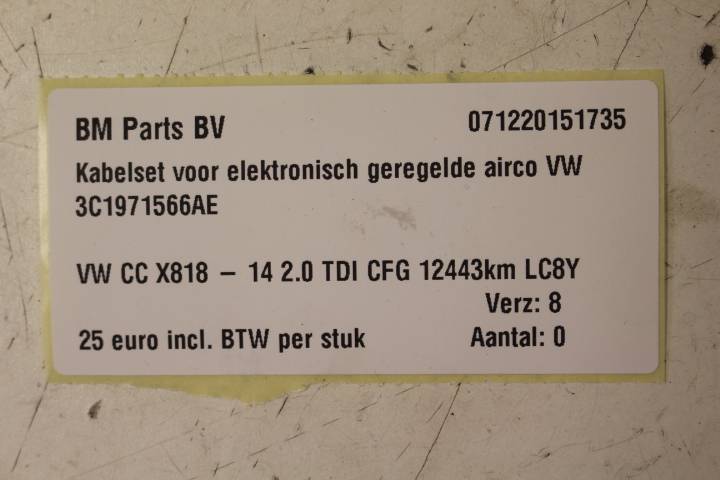 BM Parts BV 071220151735
Kabelset voor elektronisch geregelde airco VW
3C1971566AE
VW CC X818 – 14 2.0 TDI CFG 12443km LC8Y
Verz: 8
25 euro incl. BTW per stuk Aantal: 0